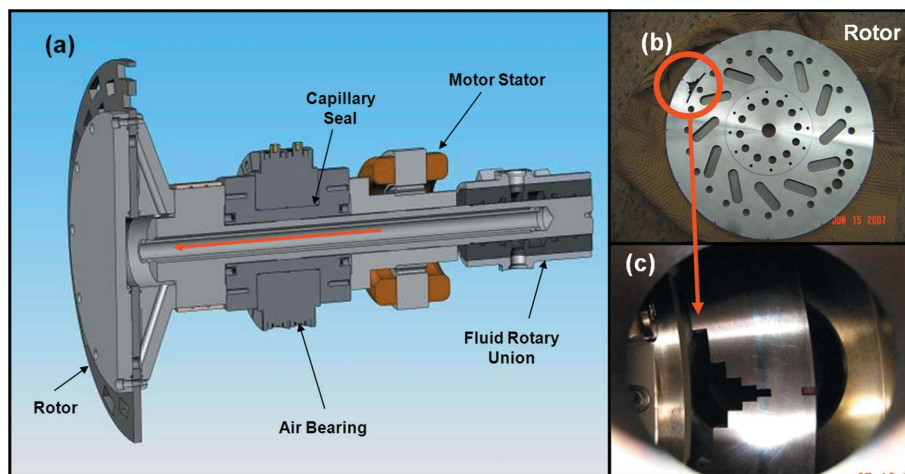 (a)
Capillary
Seal
Motor Stator
Fluid Rotary
Union
Air Bearing
Rotor
(b)
Rotor
JUN 15 2007
(c)